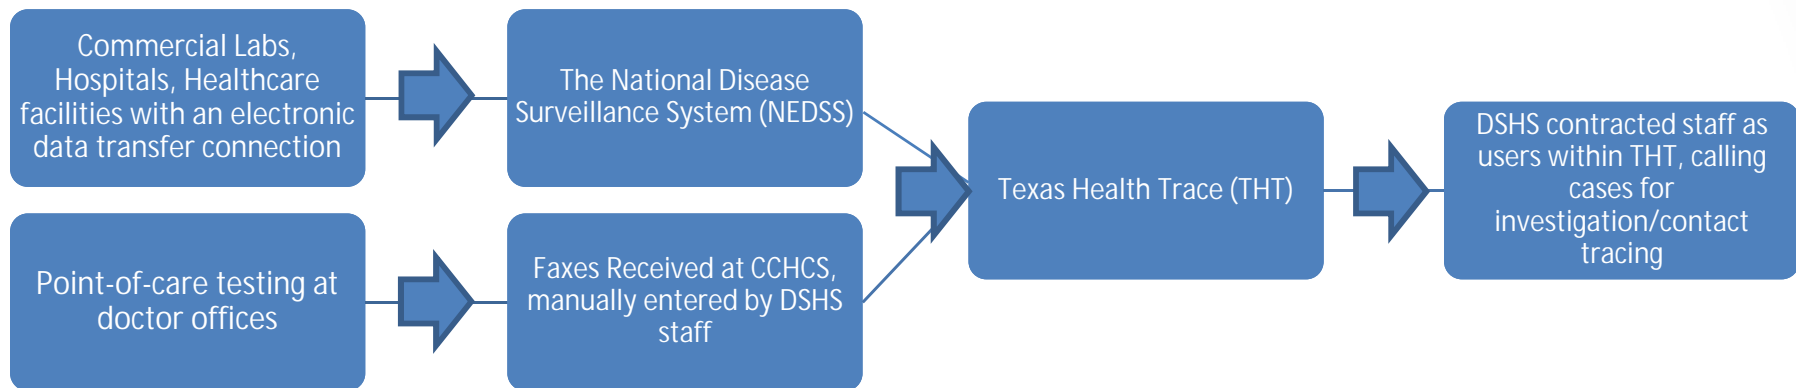 Commercial Labs,
Hospitals, Healthcare
facilities with an electronic
data transfer connection
The National Disease
Surveillance System (NEDSS)
Point-of-care testing at
doctor offices
Faxes Received at CCHCS,
manually entered by DSHS
staff
Texas Health Trace (THT)
DSHS contracted staff as
users within THT, calling
cases for
investigation/contact
tracing